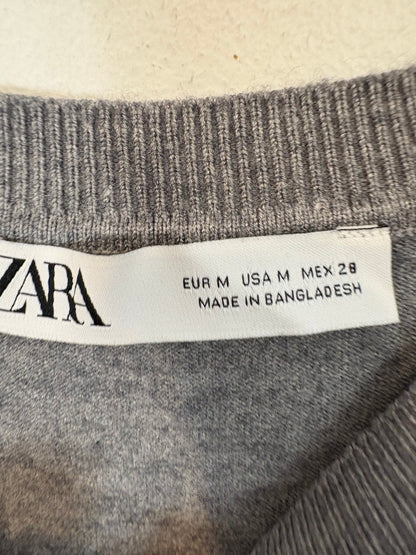 ZARA
EUR M USA M MEX 28
MADE IN BANGLADESH